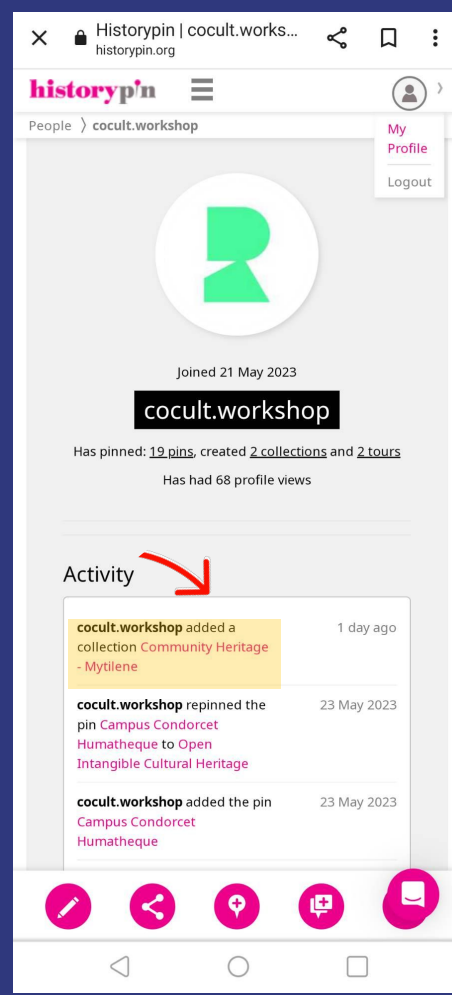 Historypin | cocult.works...
historypin.org
historypin
People 〉 cocult.workshop
My
Profile
Logout
Joined 21 May 2023
cocult.workshop
Has pinned: 19 pins, created 2 collections and 2 tours
Has had 68 profile views
Activity
cocult.workshop added a 1 day ago
collection Community Heritage
- Mytilene
cocult.workshop repinned the 23 May 2023
pin Campus Condorcet
Humatheque to Open
Intangible Cultural Heritage
cocult.workshop added the pin 23 May 2023
Campus Condorcet
Humatheque